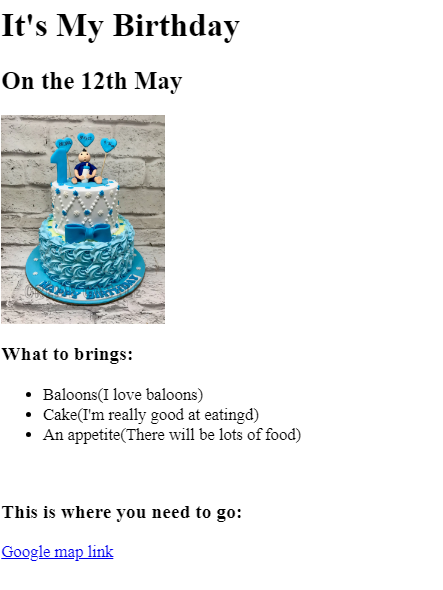 It's My Birthday
On the 12th May
1
HAPPY BIRTHDAY
What to brings:
Baloons(I love baloons)
Cake(I'm really good at eatingd)
An appetite(There will be lots of food)
This is where you need to go:
Google map link